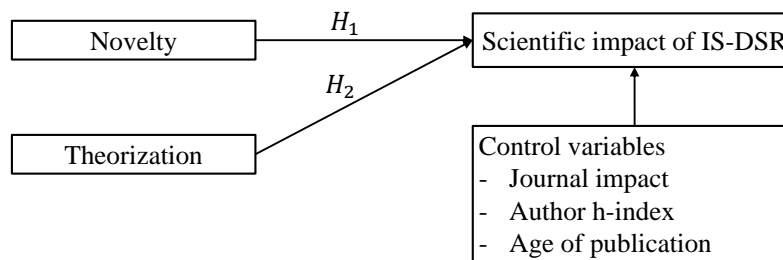 Novelty
H₁
Scientific impact of IS-DSR
H₂
Theorization
Control variables
- Journal impact
- Author h-index
- Age of publication